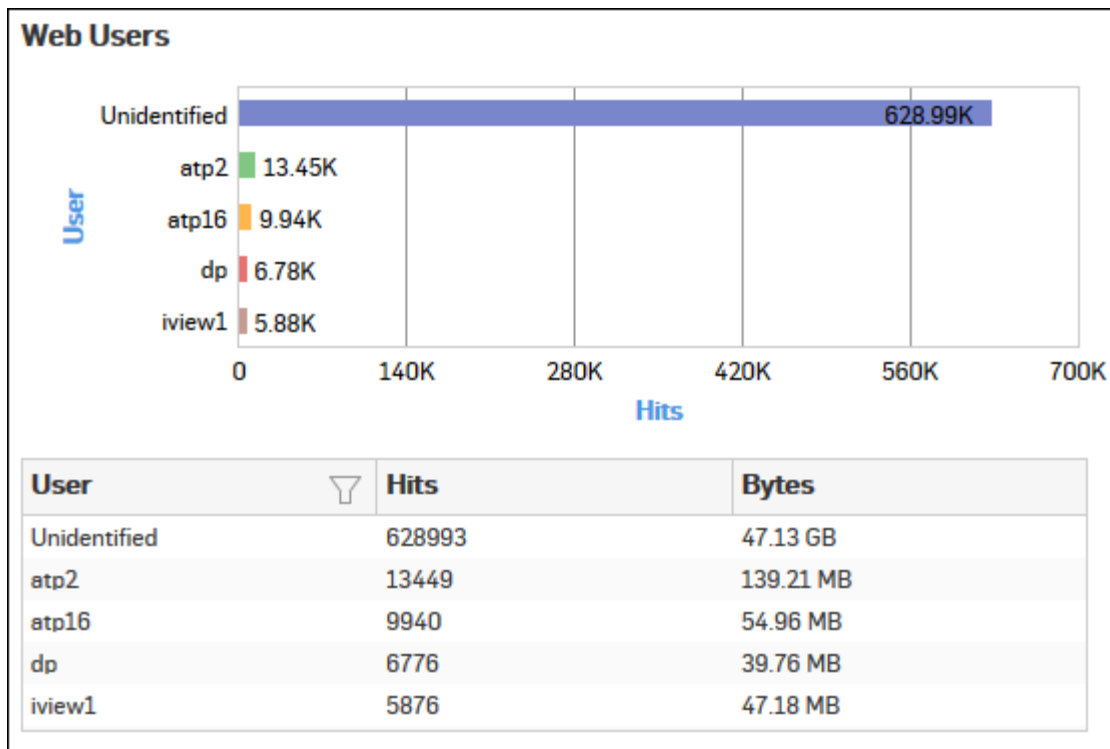 Web Users
Unidentified 628.99K
atp2 13.45K
atp16 9.94K
dp 6.78K
iview1 5.88K
User
0 140K 280K 420K 560K 700K
Hits
User Hits Bytes
Unidentified 628993 47.13 GB
atp2 13449 139.21 MB
atp16 9940 54.96 MB
dp 6776 39.76 MB
iview1 5876 47.18 MB